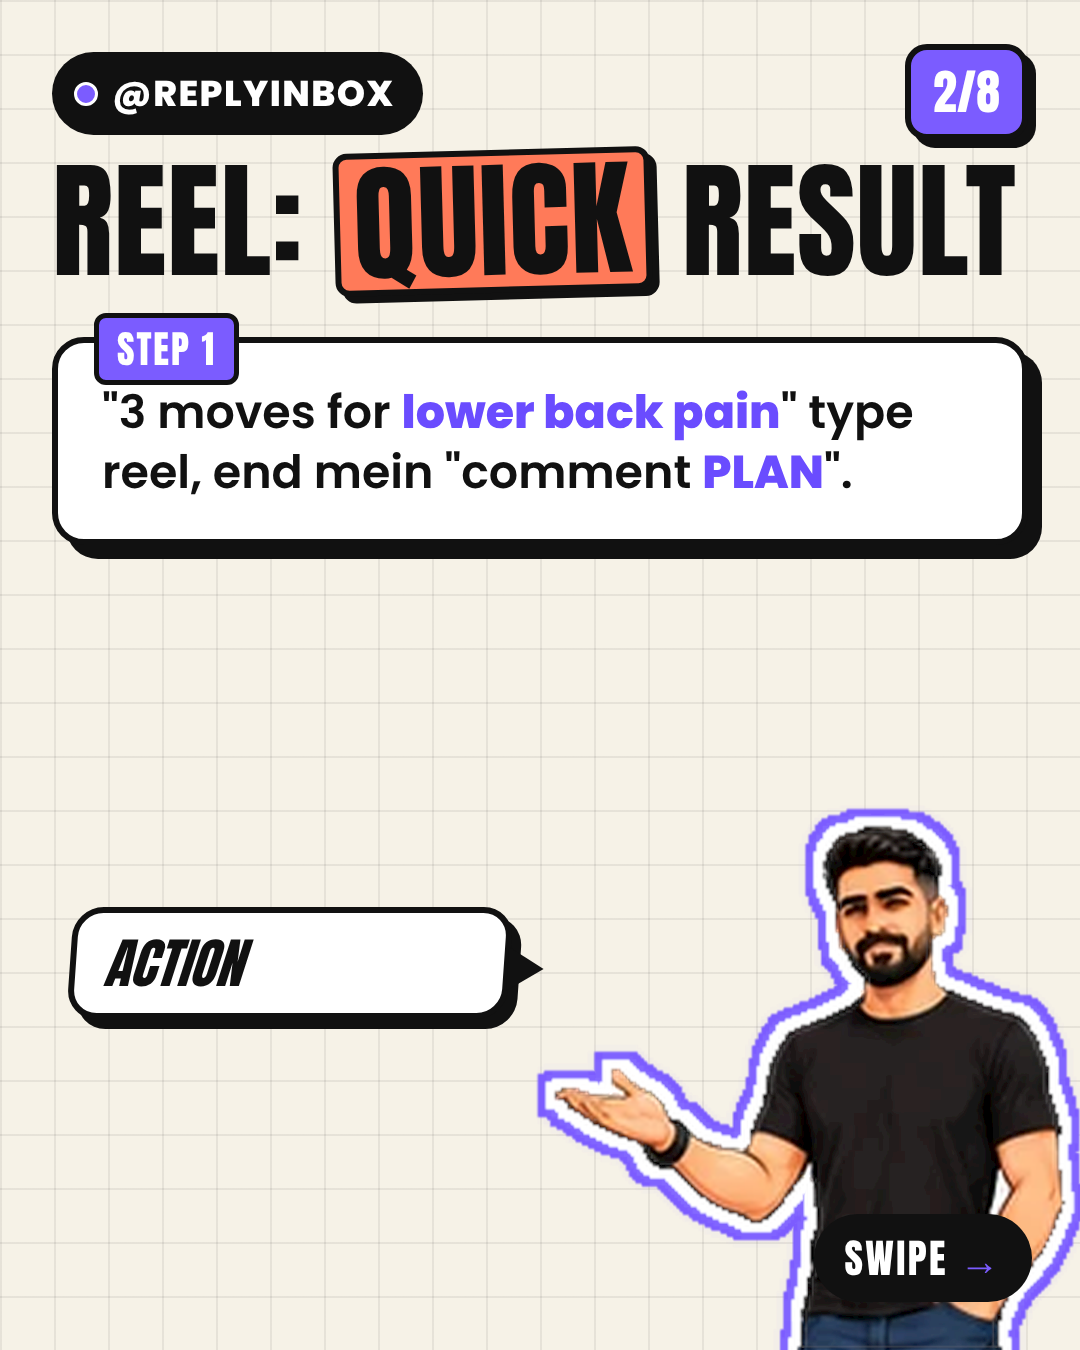 @REPLYINBOX
2/8
REEL: QUICK RESULT
STEP 1
"3 moves for lower back pain" type
reel, end mein "comment PLAN".
ACTION
SWIPE →